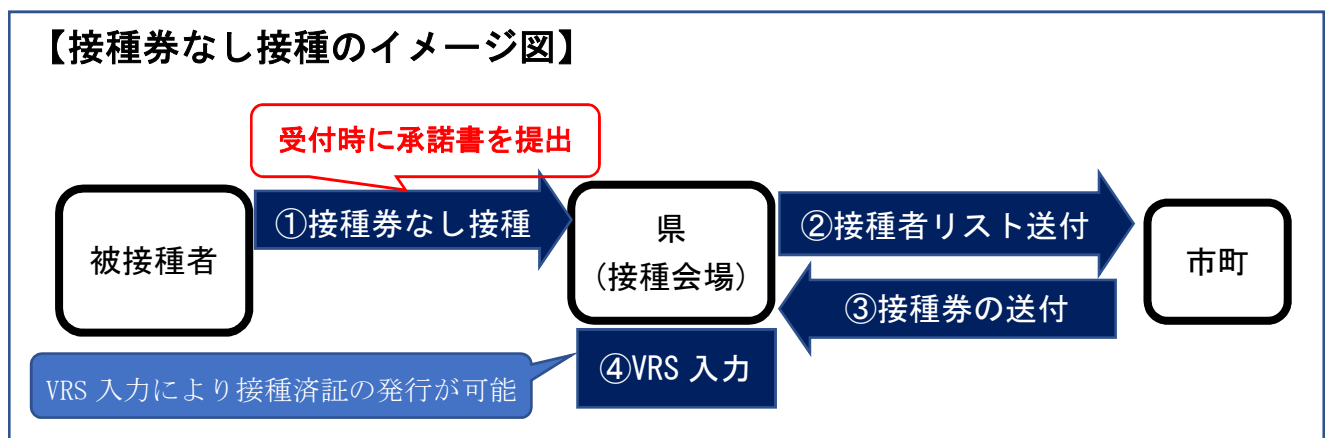 【接種券なし接種のイメージ図】
受付時に承諾書を提出
①接種券なし接種
被接種者
県
(接種会場)
②接種者リスト送付
市町
③接種券の送付
④VRS 入力
VRS 入力により接種済証の発行が可能